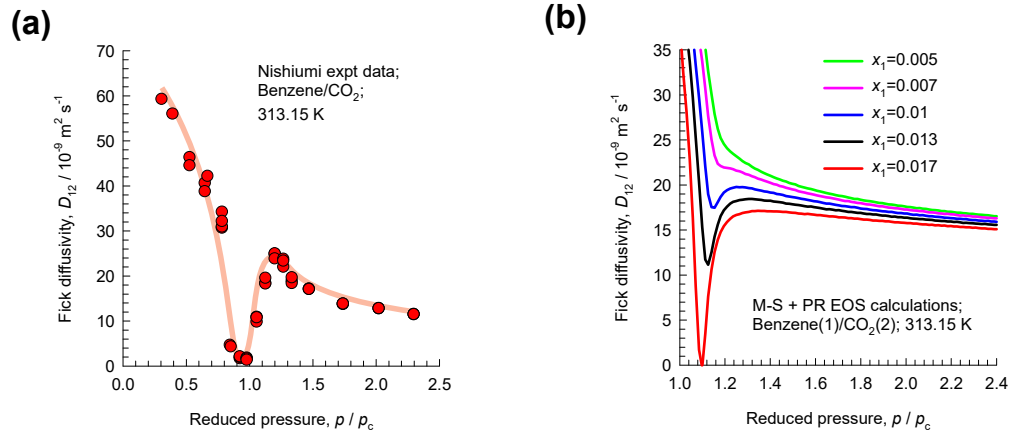 (a)
Fick diffusivity, D12 / 10-9 m2 s-1
70
60
50
40
30
20
10
0
Nishiumi expt data;
Benzene/CO2;
313.15 K
0.0 0.5 1.0 1.5 2.0 2.5
Reduced pressure, p / pc
(b)
Fick diffusivity, D12 / 10-9 m2 s-1
35
30
25
20
15
10
5
0
x1=0.005
x1=0.007
x1=0.01
x1=0.013
x1=0.017
M-S + PR EOS calculations;
Benzene(1)/CO2(2); 313.15 K
1.0 1.2 1.4 1.6 1.8 2.0 2.2 2.4
Reduced pressure, p / pc